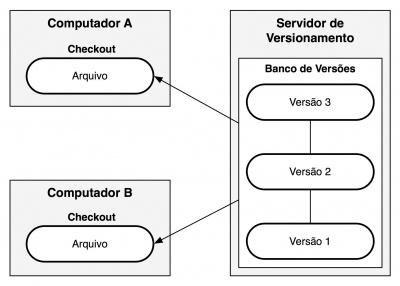 Computador A
Checkout
Arquivo
Computador B
Checkout
Arquivo
Servidor de
Versionamento
Banco de Versões
Versão 3
Versão 2
Versão 1